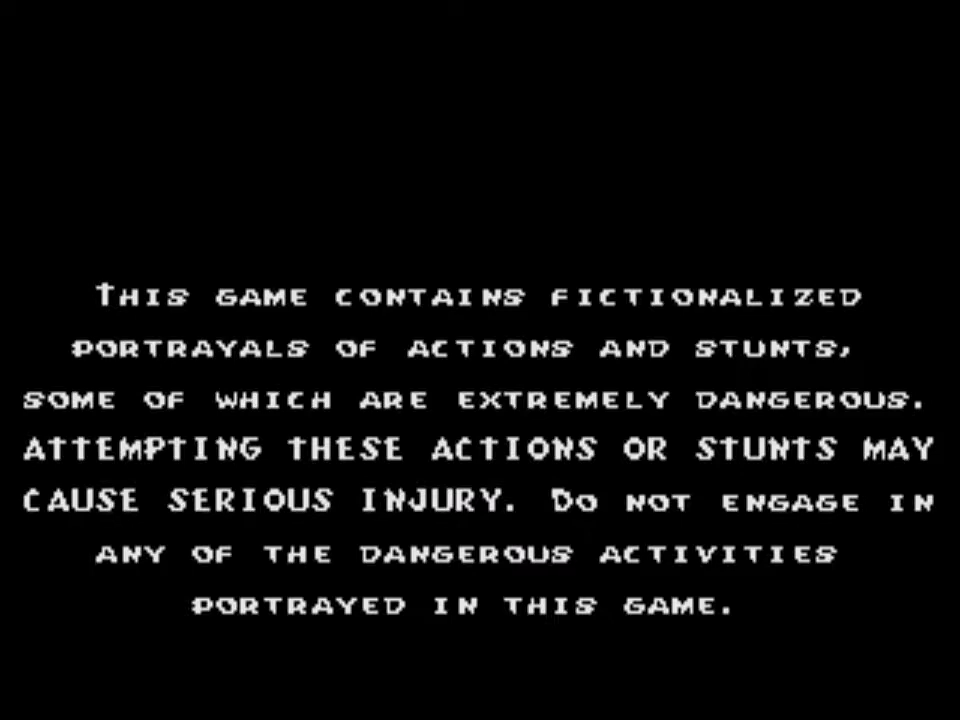 This game contains fictionalized
portrayals of actions and stunts,
some of which are extremely dangerous.
ATTEMPTING THESE ACTIONS OR STUNTS MAY
CAUSE SERIOUS INJURY. Do not engage in
any of the dangerous activities
portrayed in this game.